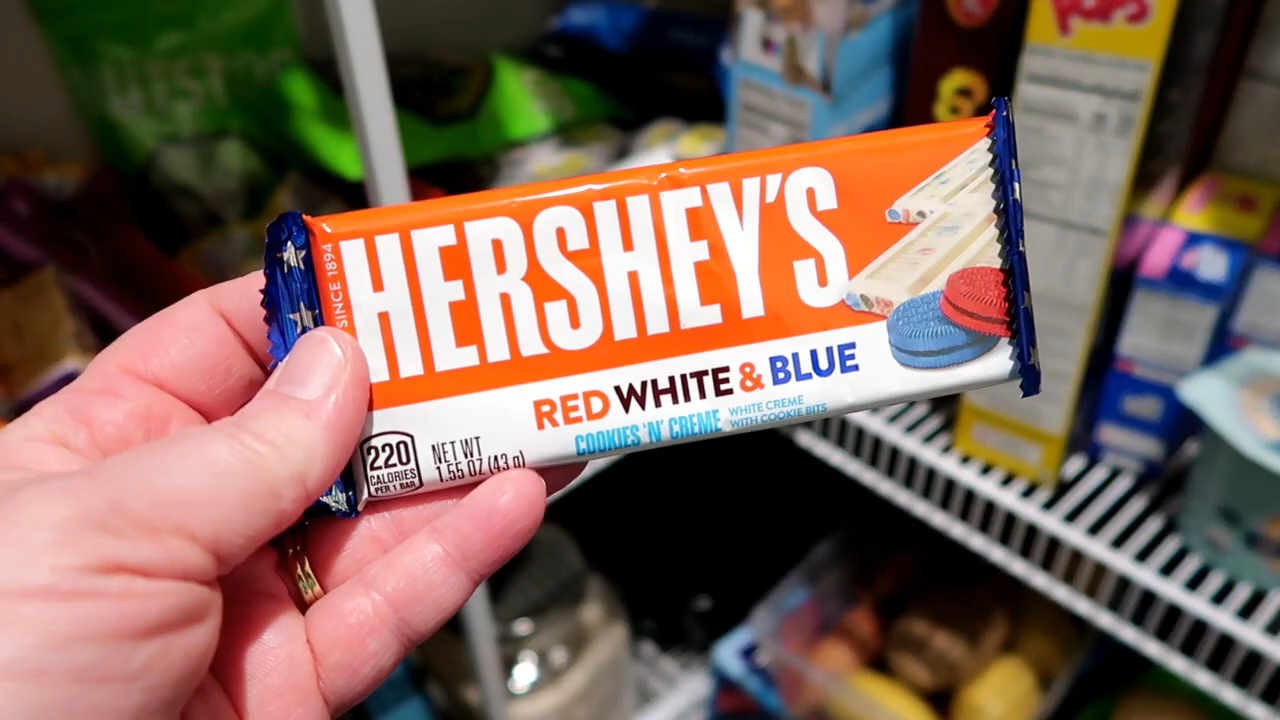 SINCE 1894
HERSHEY'S
RED WHITE & BLUE
COOKIES 'N' CREME
WHITE CREME
WITH COOKIE BITS
220
CALORIES
PER 1 BAR
NET WT
1.55 OZ (43 g)